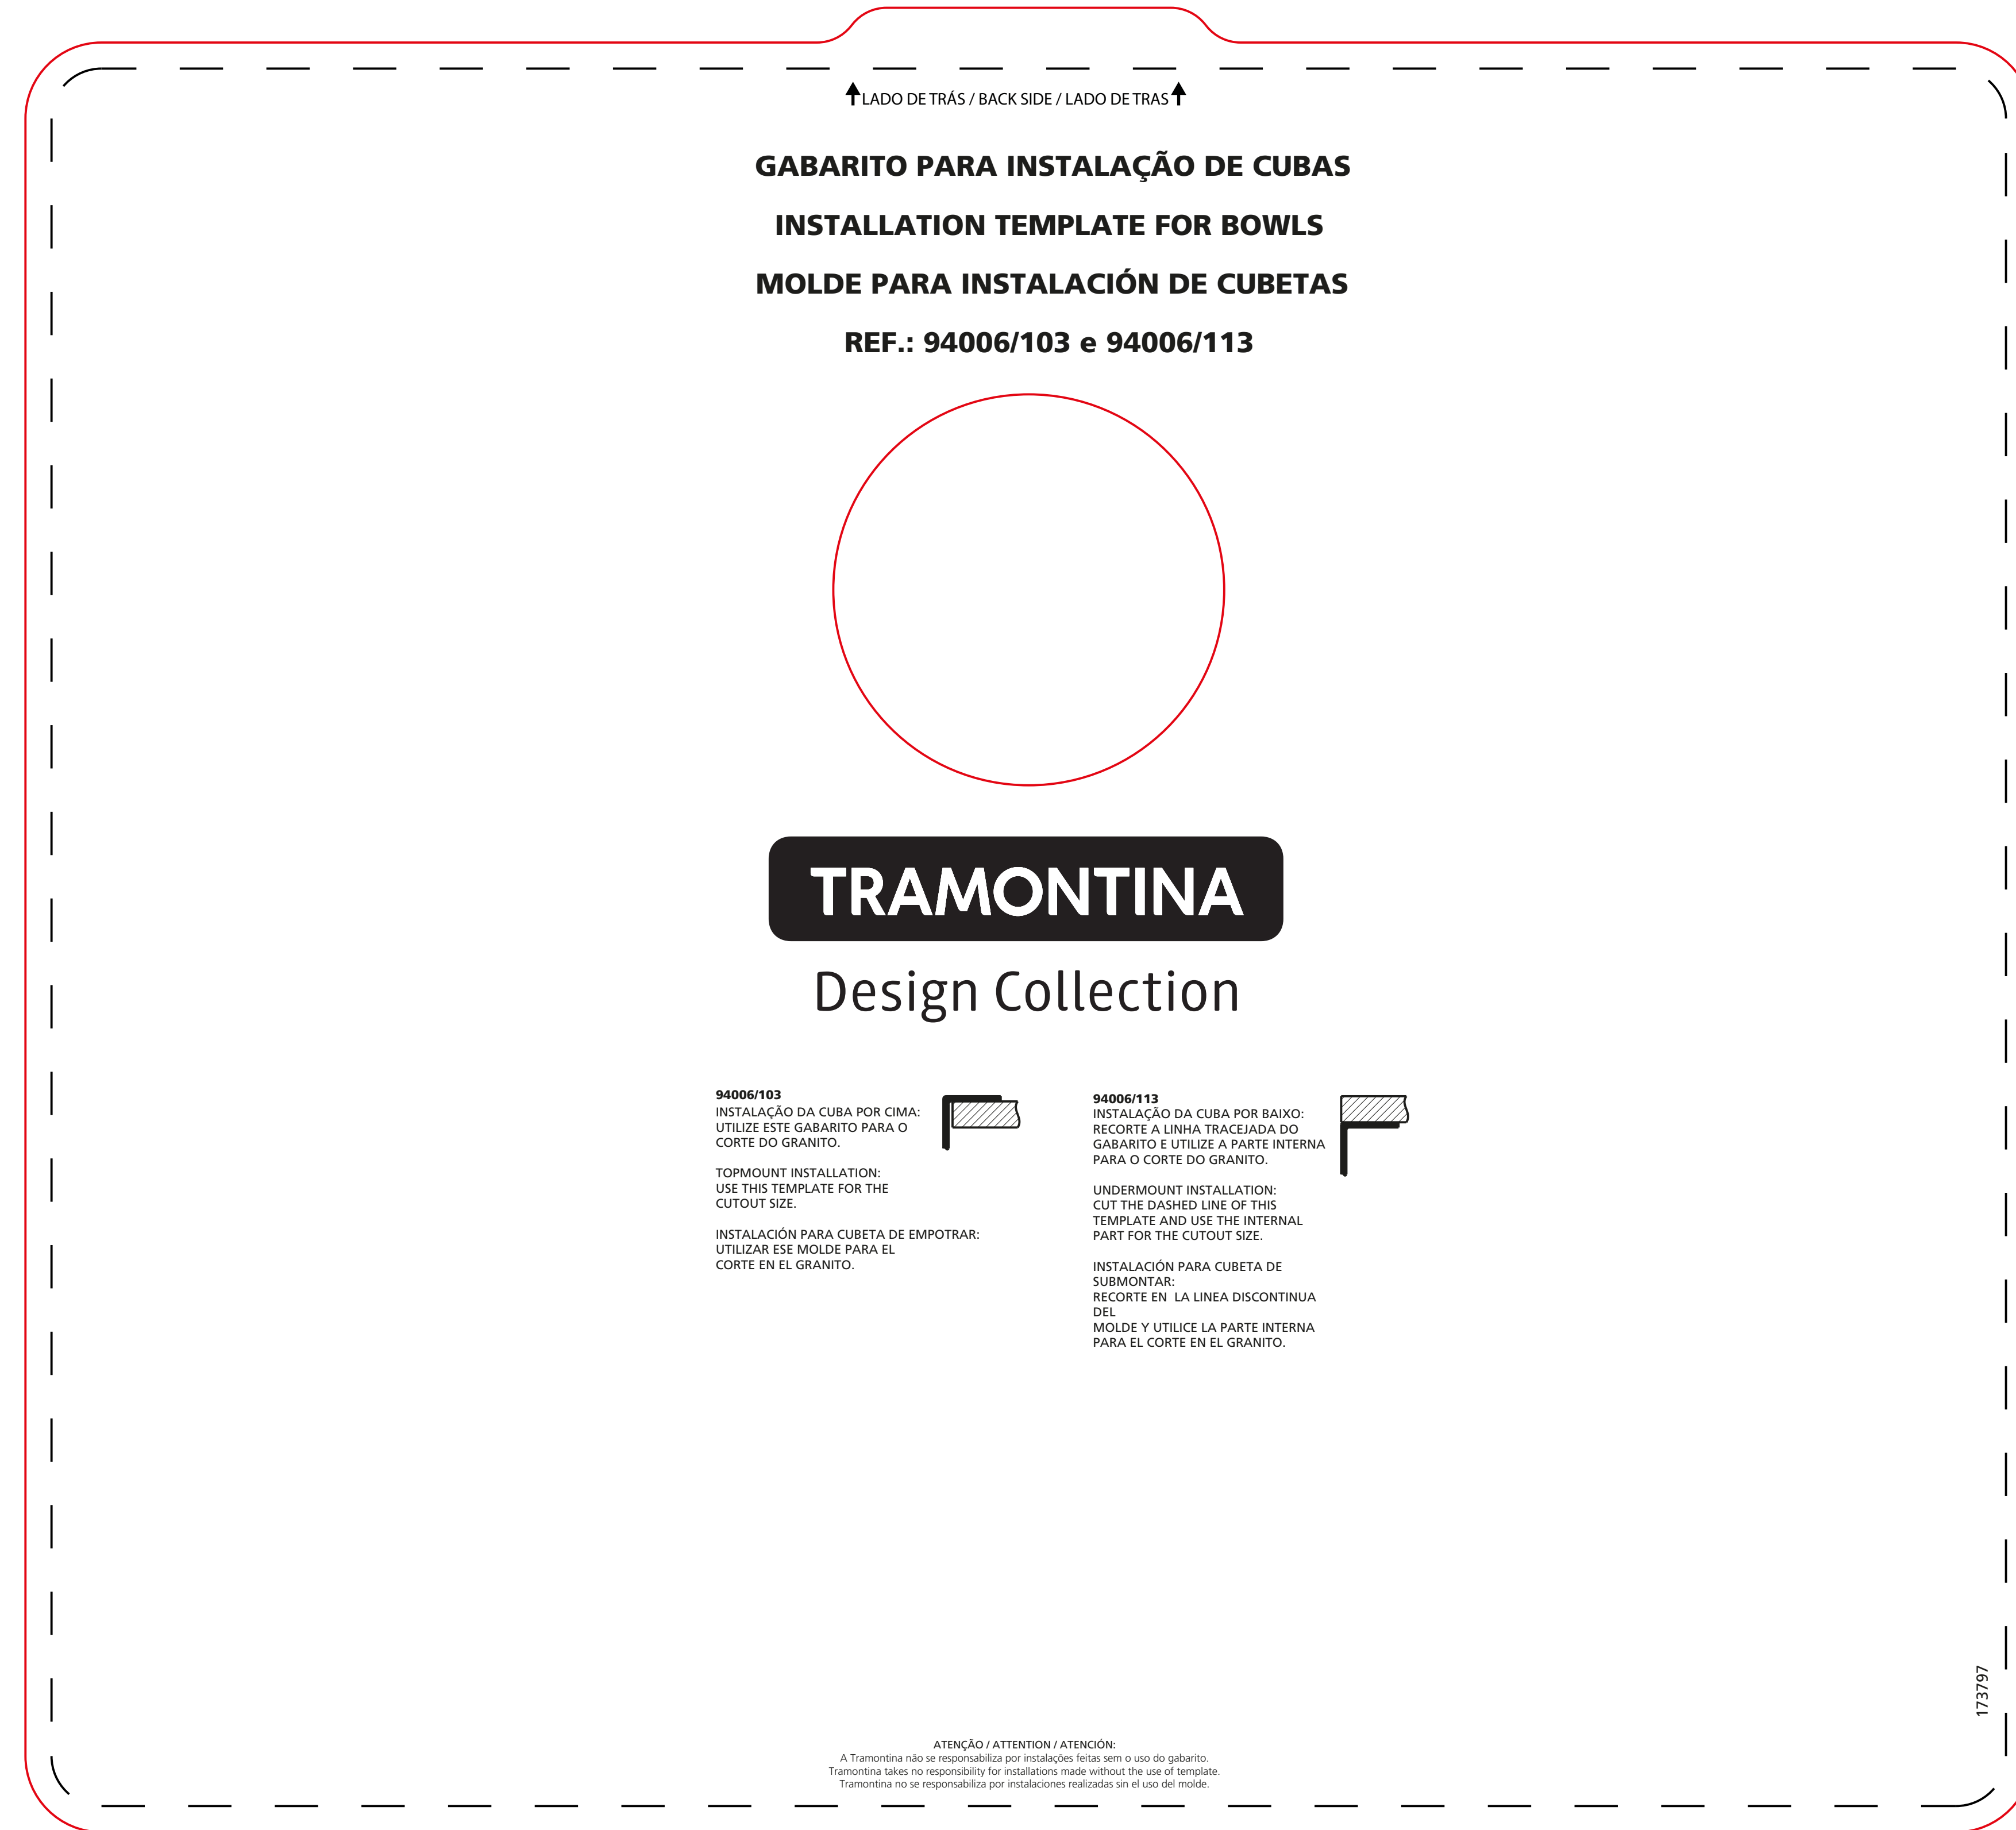 LADO DE TRÁS / BACK SIDE / LADO DE TRAS
GABARITO PARA INSTALAÇÃO DE CUBAS
INSTALLATION TEMPLATE FOR BOWLS
MOLDE PARA INSTALACIÓN DE CUBETAS
REF.: 94006/103 e 94006/113
TRAMONTINA
Design Collection
94006/103
INSTALAÇÃO DA CUBA POR CIMA:
UTILIZE ESTE GABARITO PARA O
CORTE DO GRANITO.
TOPMOUNT INSTALLATION:
USE THIS TEMPLATE FOR THE
CUTOUT SIZE.
INSTALACIÓN PARA CUBETA DE EMPOTRAR:
UTILIZAR ESE MOLDE PARA EL
CORTE EN EL GRANITO.
94006/113
INSTALAÇÃO DA CUBA POR BAIXO:
RECORTE A LINHA TRACEJADA DO
GABARITO E UTILIZE A PARTE INTERNA
PARA O CORTE DO GRANITO.
UNDERMOUNT INSTALLATION:
CUT THE DASHED LINE OF THIS
TEMPLATE AND USE THE INTERNAL
PART FOR THE CUTOUT SIZE.
INSTALACIÓN PARA CUBETA DE
SUBMONTAR:
RECORTE EN  LA LINEA DISCONTINUA
DEL
MOLDE Y UTILICE LA PARTE INTERNA
PARA EL CORTE EN EL GRANITO.
173797
ATENÇÃO / ATTENTION / ATENCIÓN:
A Tramontina não se responsabiliza por instalações feitas sem o uso do gabarito.
Tramontina takes no responsibility for installations made without the use of template.
Tramontina no se responsabiliza por instalaciones realizadas sin el uso del molde.